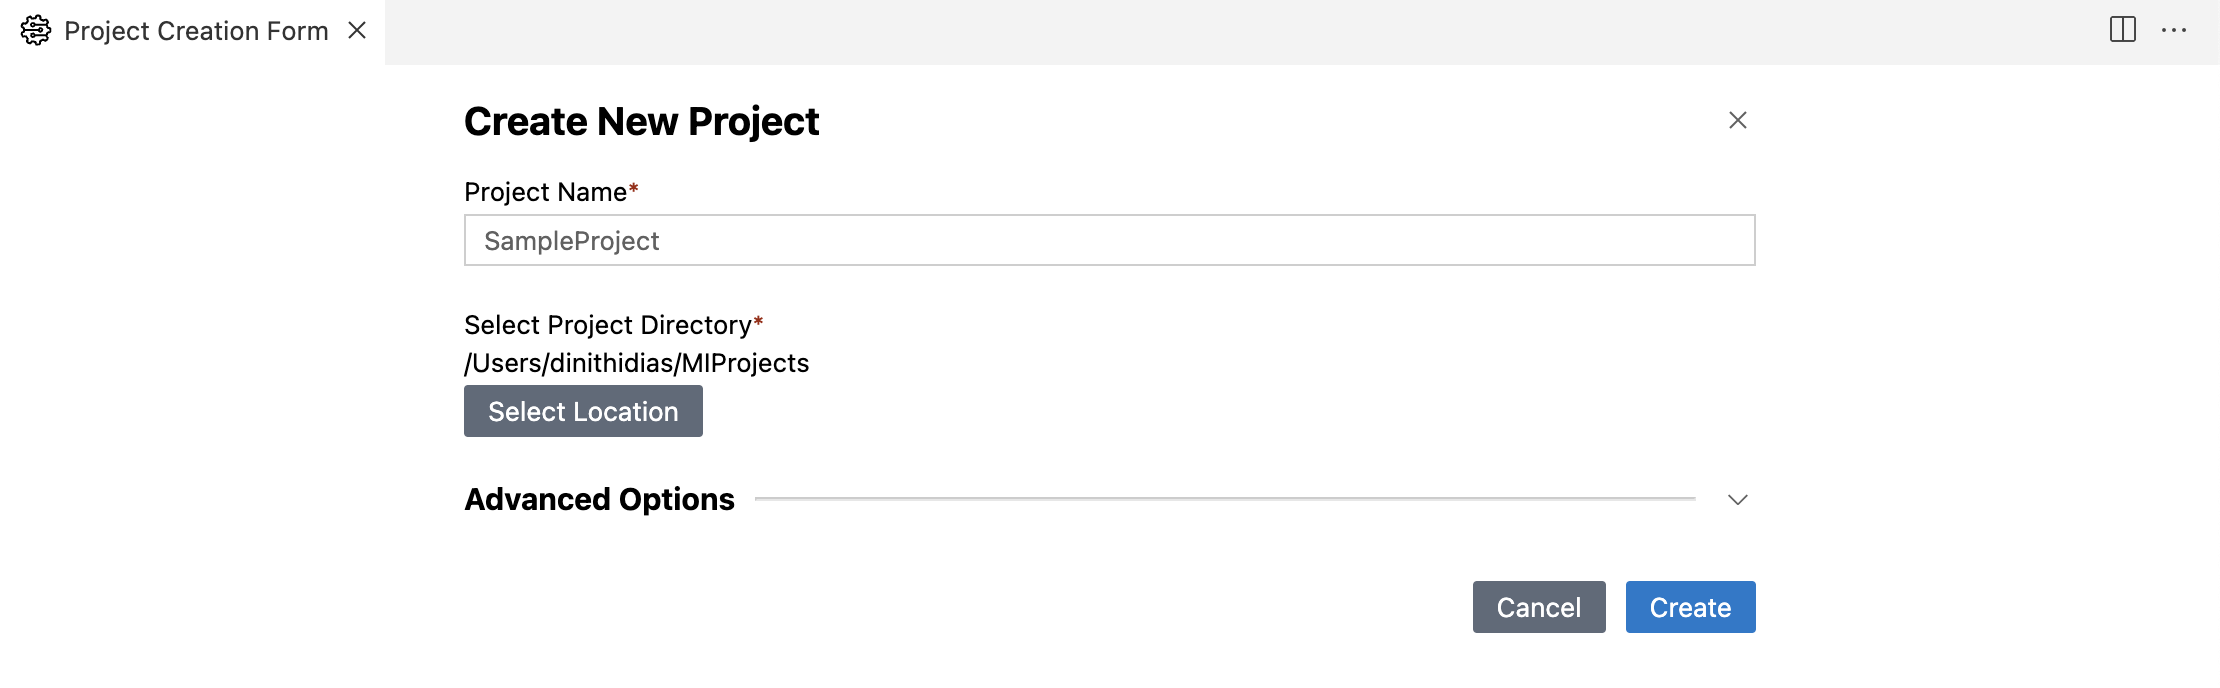 Project Creation Form
Create New Project
Project Name*
SampleProject
Select Project Directory*
/Users/dinithidias/MIProjects
Select Location
Advanced Options
Cancel
Create